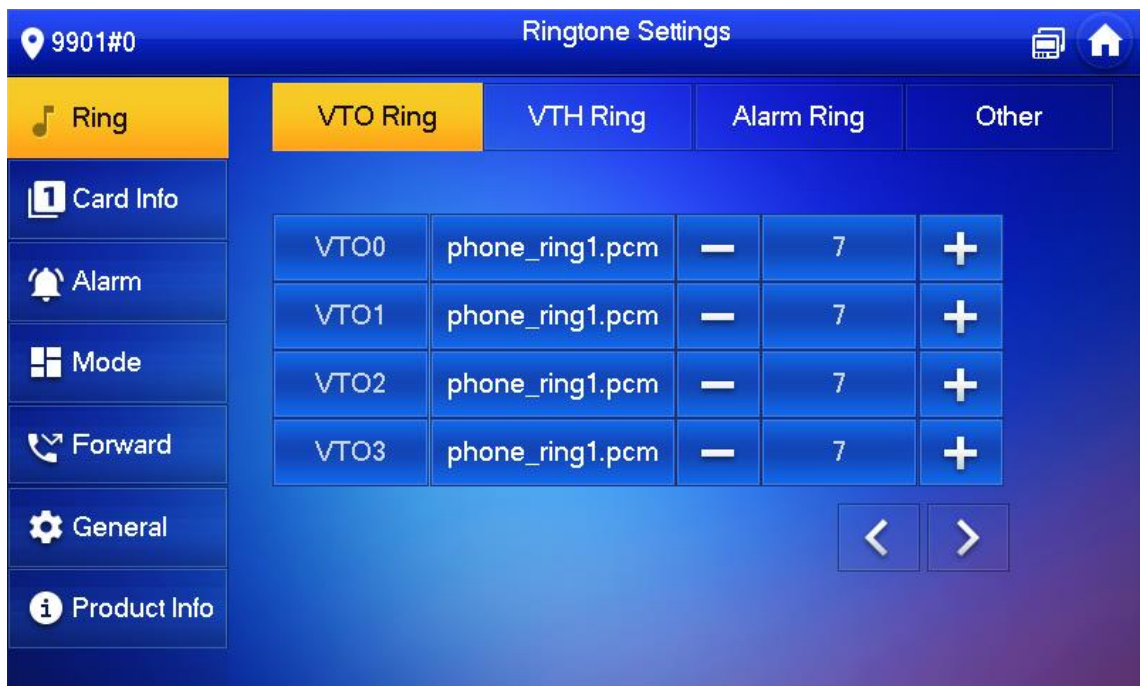 9901#0
Ringtone Settings
Ring
VTO Ring
VTH Ring
Alarm Ring
Other
Card Info
Alarm
Mode
Forward
General
Product Info
VTO0 phone_ring1.pcm − 7 +
VTO1 phone_ring1.pcm − 7 +
VTO2 phone_ring1.pcm − 7 +
VTO3 phone_ring1.pcm − 7 +
< >